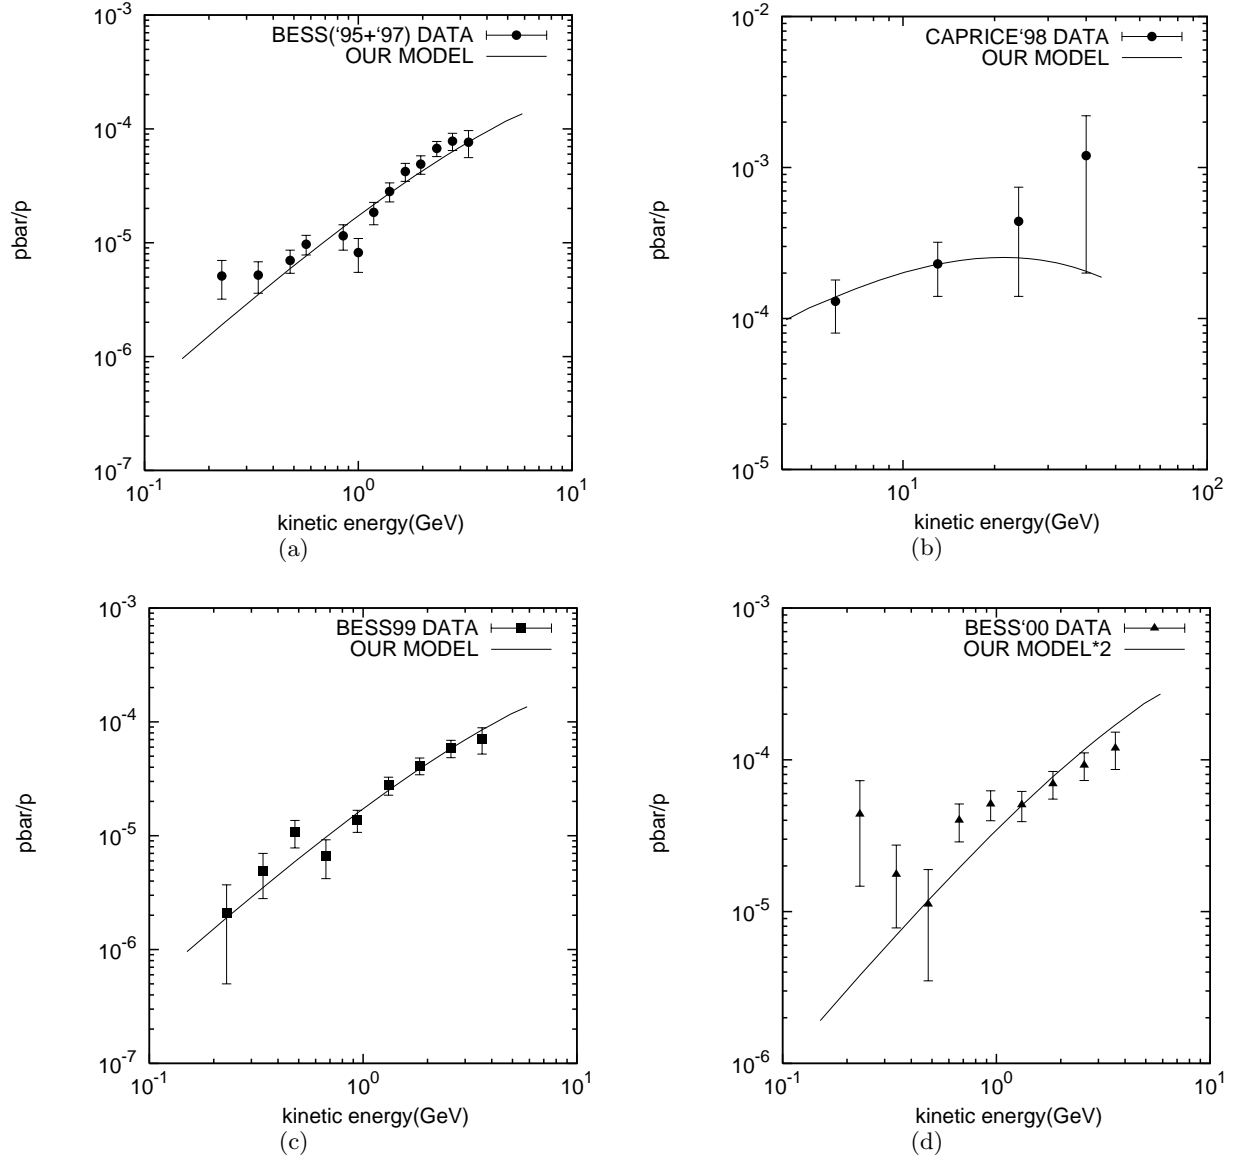 BESS(‘95+‘97) DATA
OUR MODEL
10^-3
10^-4
10^-5
10^-6
10^-7
pbar/p
10^-1
10^0
10^1
kinetic energy(GeV)
(a)
CAPRICE‘98 DATA
OUR MODEL
10^-2
10^-3
10^-4
10^-5
pbar/p
10^1
10^2
kinetic energy(GeV)
(b)
BESS99 DATA
OUR MODEL
10^-3
10^-4
10^-5
10^-6
10^-7
pbar/p
10^-1
10^0
10^1
kinetic energy(GeV)
(c)
BESS‘00 DATA
OUR MODEL*2
10^-3
10^-4
10^-5
10^-6
pbar/p
10^-1
10^0
10^1
kinetic energy(GeV)
(d)